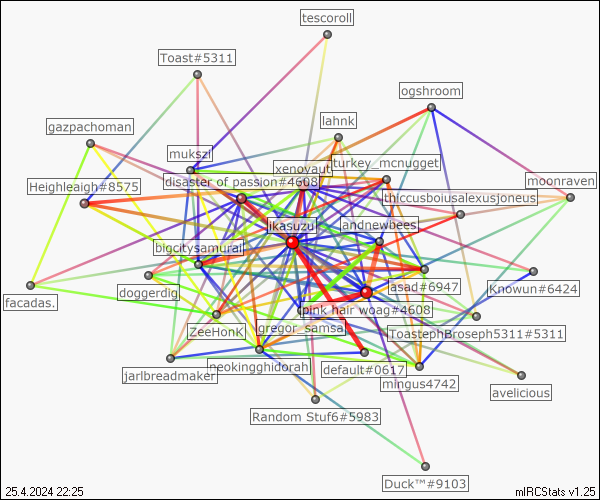 tescoroll
Toast#5311
ogshroom
lahnk
gazpachoman
mukszi
xenovaut
turkey_mcnugget
moonraven
Heighleaigh#8575
disaster of passion#4608
thiccusboiusalexusjoneus
jkasuzu
andnewbees
bigcitysamurai
facadas.
doggerdig
asad#6947
Knowun#6424
pink hair woag#4608
ZeeHonK
gregor_samsa
ToastephBroseph5311#5311
jarlbreadmaker
neokingghidorah
default#0617
mingus4742
avelicious
Random Stuf6#5983
Duck™#9103
25.4.2024 22:25
mIRCStats v1.25